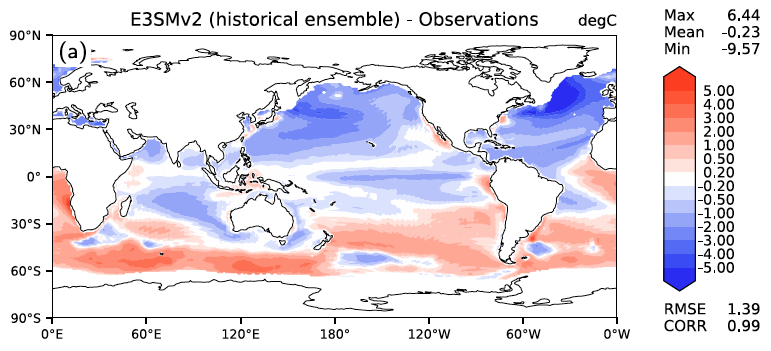 E3SMv2 (historical ensemble) - Observations degC
Max 6.44
Mean -0.23
Min -9.57
(a)
90°N
60°N
30°N
0°
30°S
60°S
90°S
0°E 60°E 120°E 180° 120°W 60°W 0°W
5.00
4.00
3.00
2.00
1.00
0.50
0.20
-0.20
-0.50
-1.00
-2.00
-3.00
-4.00
-5.00
RMSE 1.39
CORR 0.99